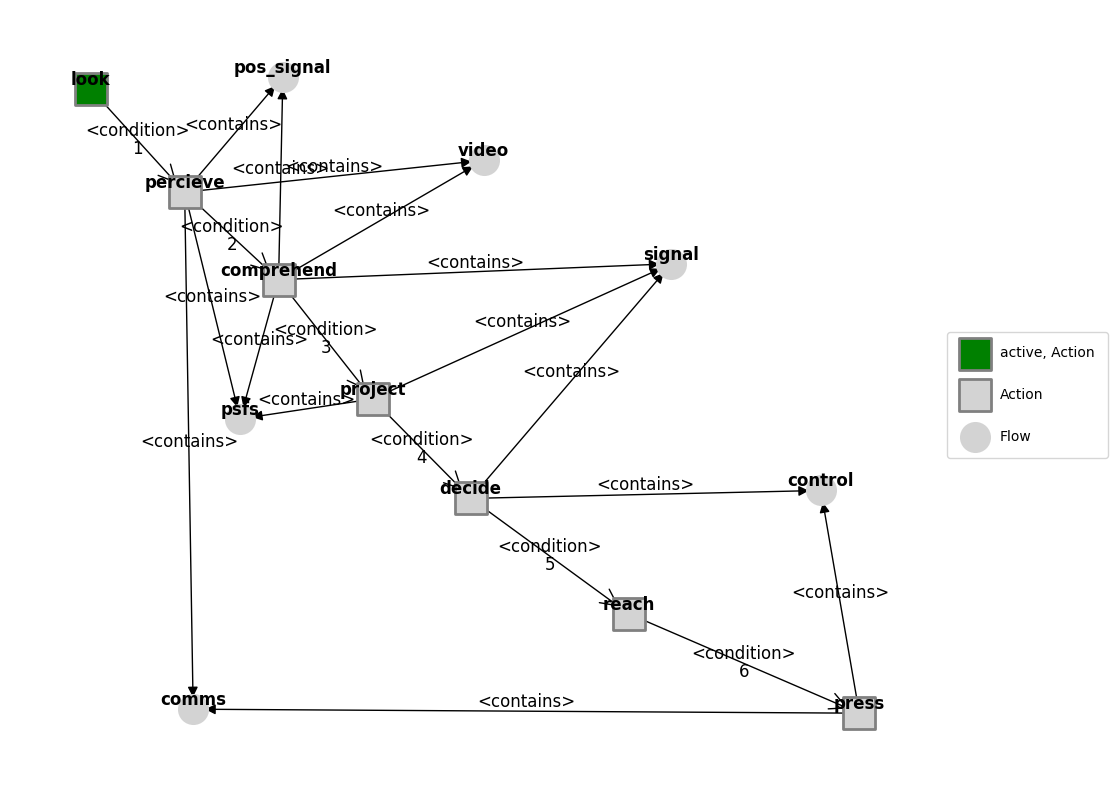 look
pos_signal
<condition>
1
<contains>
video
<contains>
<contains>
percieve
<contains>
<condition>
2
signal
comprehend
<contains>
<contains>
<contains>
<condition>
3
<contains>
active, Action
project
Action
<contains>
psfs
<contains>
Flow
<condition>
4
<contains>
control
<contains>
decide
<condition>
5
<contains>
reach
<condition>
6
comms
<contains>
press